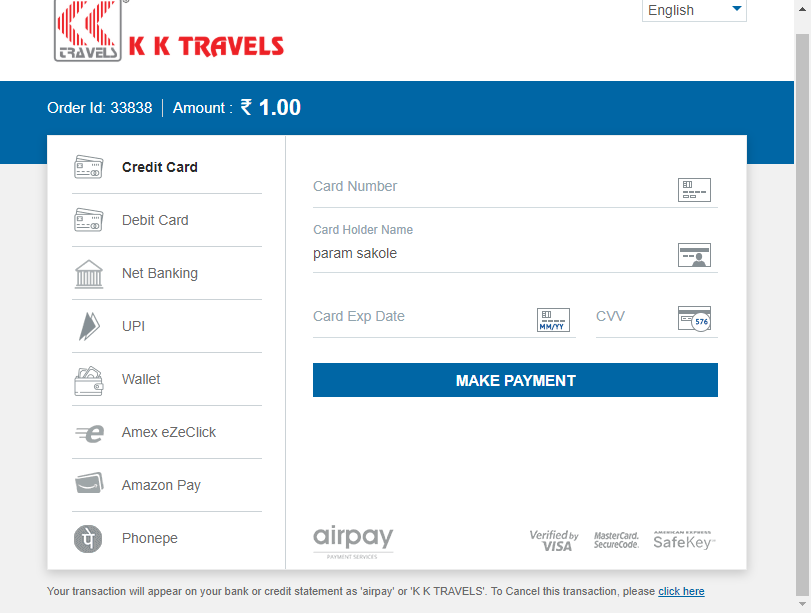 English
TRAVELS
K K TRAVELS
Order Id: 33838 | Amount : ₹ 1.00
Credit Card
Debit Card
Net Banking
UPI
Wallet
Amex eZeClick
Amazon Pay
Phonepe
Card Number
Card Holder Name
param sakole
Card Exp Date
MM/YY
CVV
576
MAKE PAYMENT
airpay
PAYMENT SERVICES
Verified by
VISA
MasterCard.
SecureCode.
AMERICAN EXPRESS
SafeKey
Your transaction will appear on your bank or credit statement as 'airpay' or 'K K TRAVELS'. To Cancel this transaction, please click here